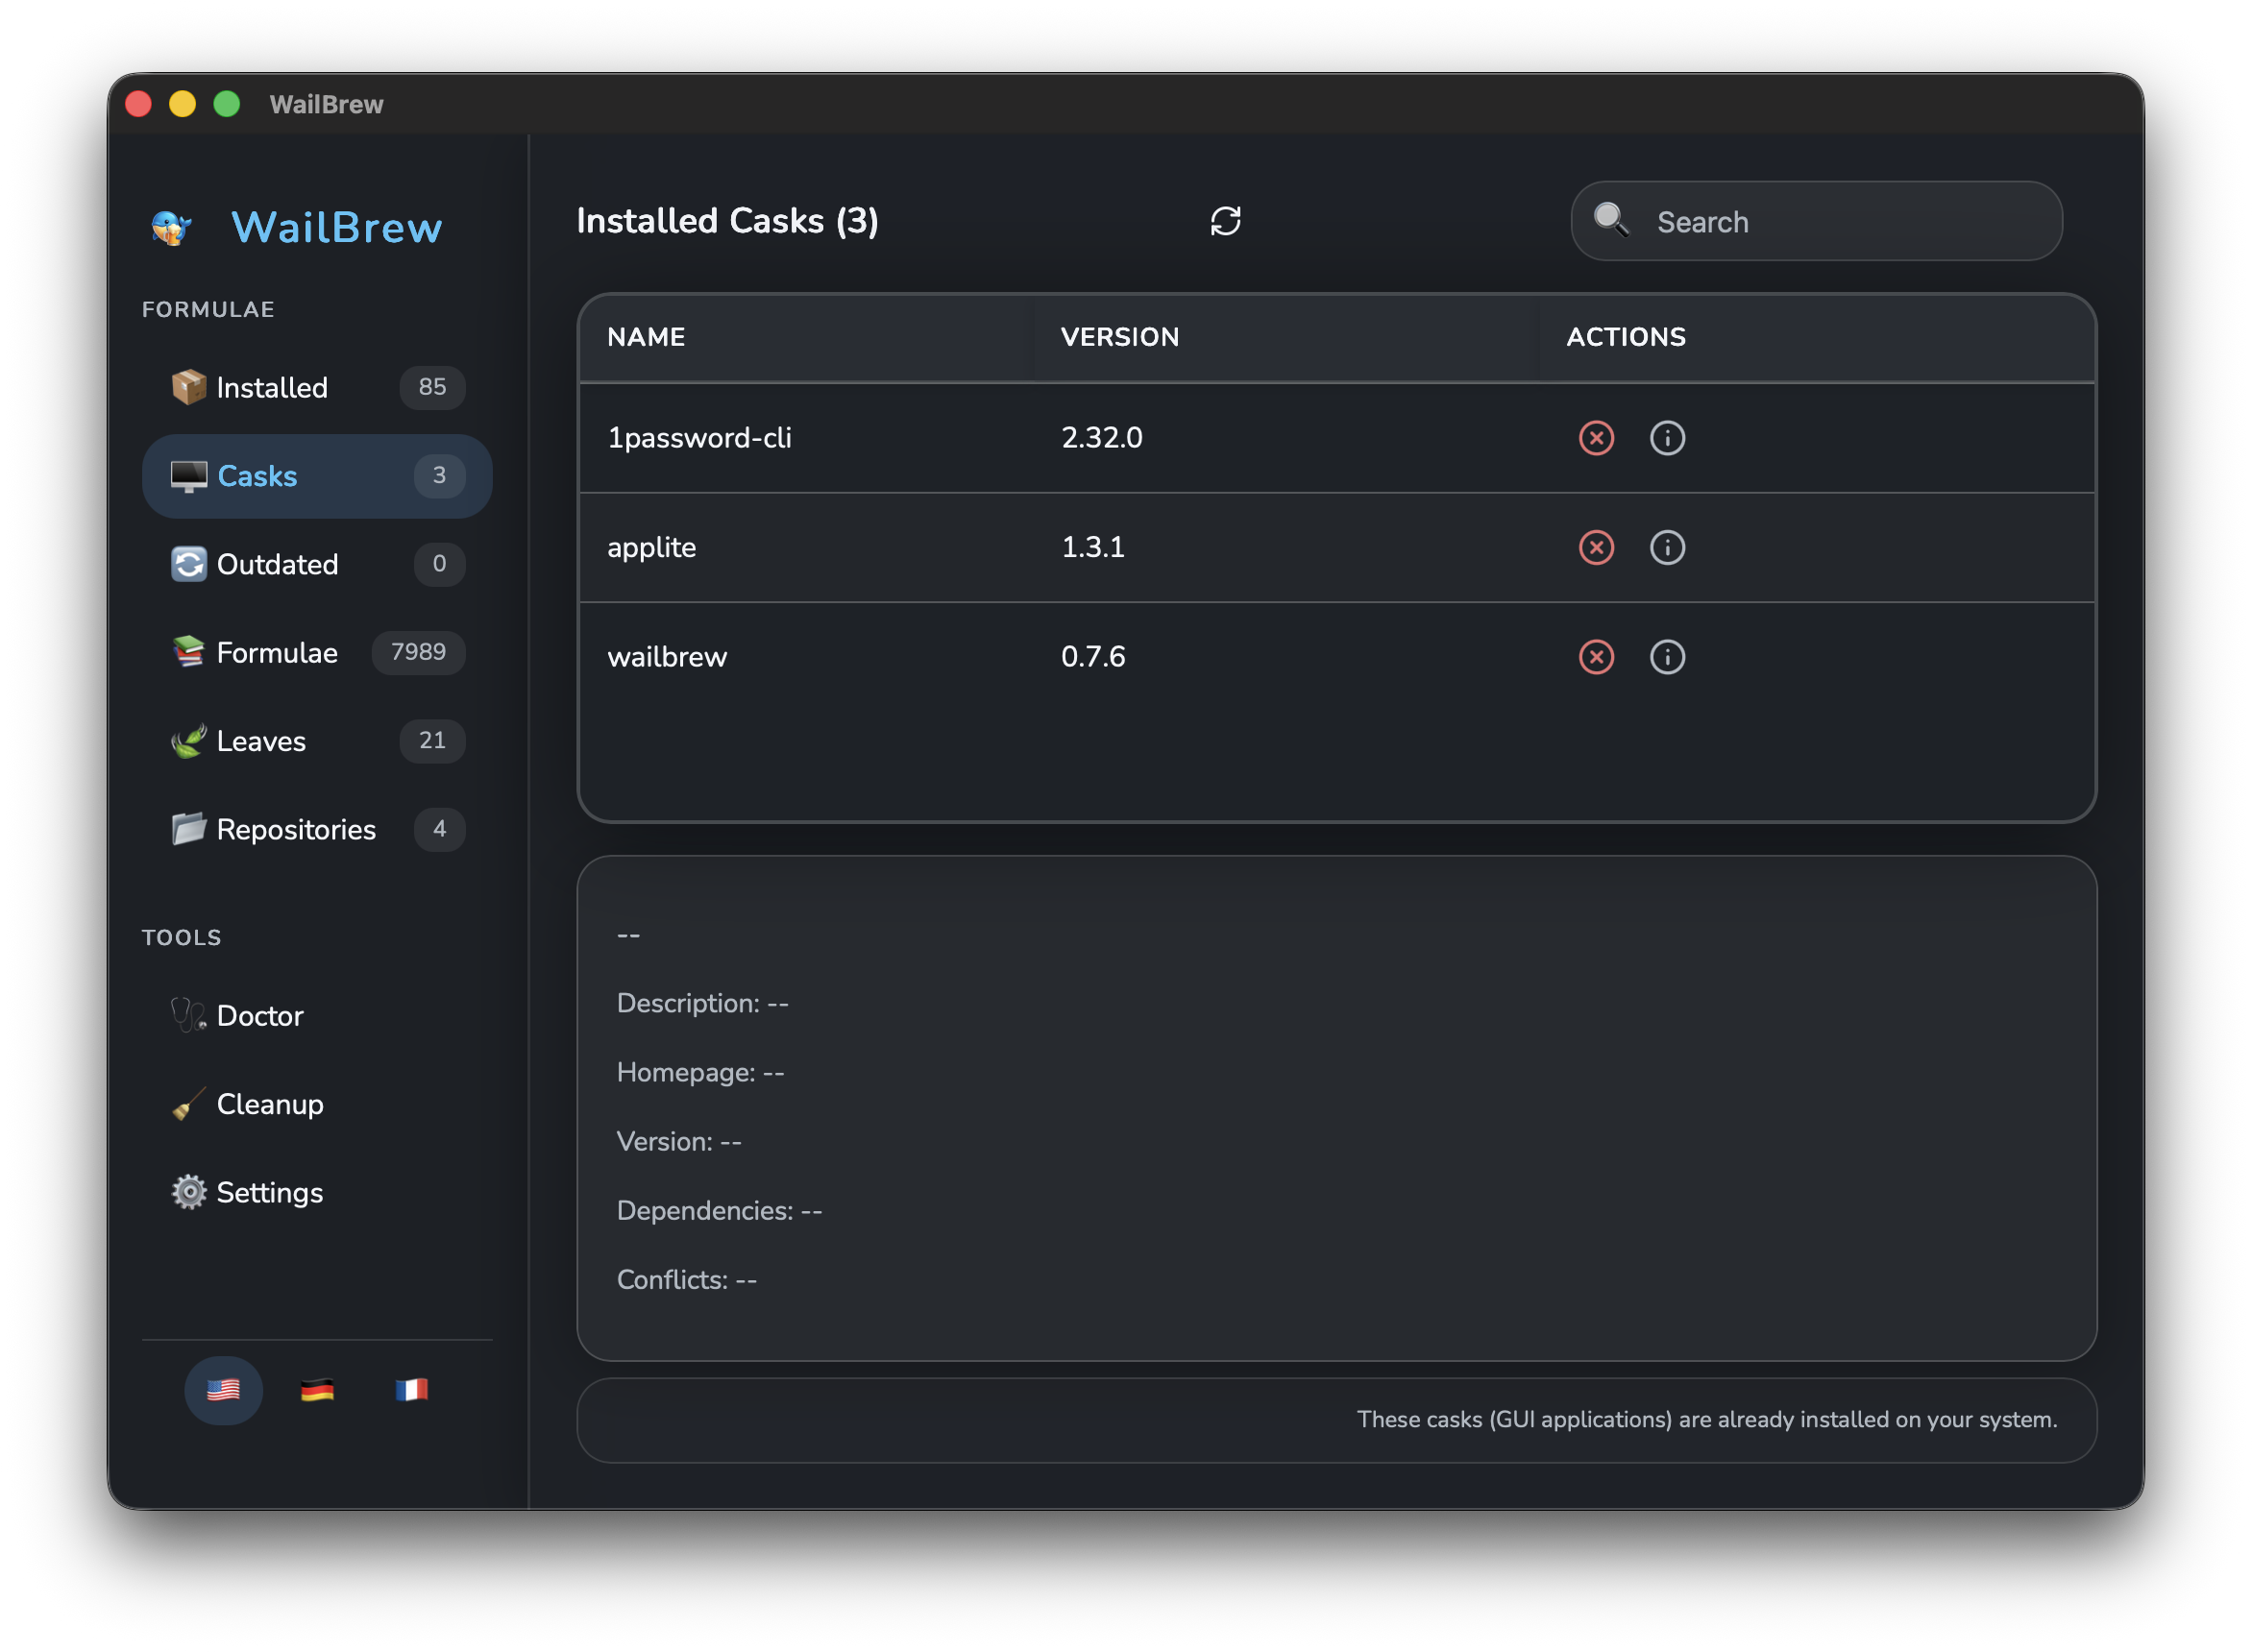 WailBrew
WailBrew
FORMULAE
Installed 85
Casks 3
Outdated 0
Formulae 7989
Leaves 21
Repositories 4
TOOLS
Doctor
Cleanup
Settings
Installed Casks (3)
Search
NAME VERSION ACTIONS
1password-cli 2.32.0
applite 1.3.1
wailbrew 0.7.6
--
Description: --
Homepage: --
Version: --
Dependencies: --
Conflicts: --
These casks (GUI applications) are already installed on your system.